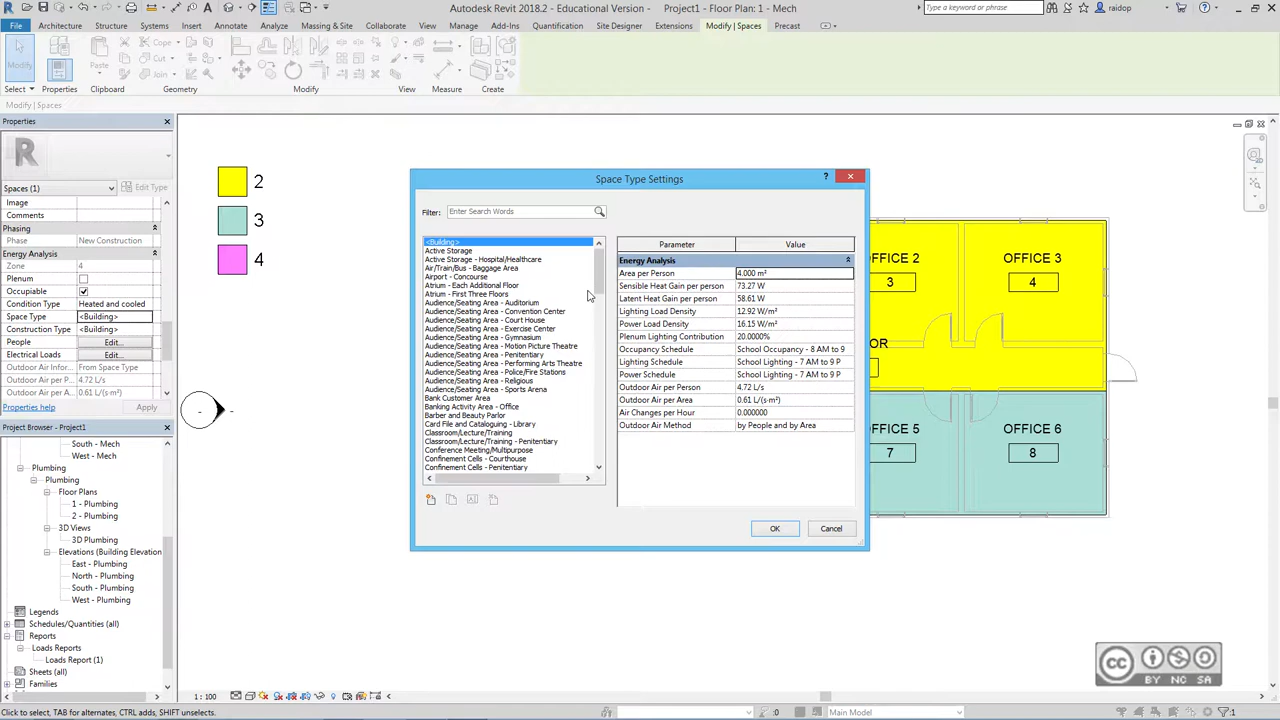 Autodesk Revit 2018.2 - Educational Version - Project1 - Floor Plan: 1 - Mech
Type a keyword or phrase
raidop
File
Architecture
Structure
Systems
Insert
Annotate
Analyze
Massing & Site
Collaborate
View
Manage
Add-Ins
Quantification
Site Designer
Extensions
Modify | Spaces
Precast
Modify
Paste
Cope
Cut
Join
Select
Properties
Clipboard
Geometry
Modify
View
Measure
Create
Modify | Spaces
Properties
Spaces (1)
Edit Type
Image
Comments
Phasing
Phase New Construction
Energy Analysis
Zone 4
Plenum
Occupiable
Condition Type Heated and cooled
Space Type <Building>
Construction Type <Building>
People Edit...
Electrical Loads Edit...
Outdoor Air Infor... From Space Type
Outdoor Air per P... 4.72 L/s
Outdoor Air per A... 0.61 L/(s·m²)
Properties help
Apply
Project Browser - Project1
South - Mech
West - Mech
Plumbing
Plumbing
Floor Plans
1 - Plumbing
2 - Plumbing
3D Views
3D Plumbing
Elevations (Building Elevation
East - Plumbing
North - Plumbing
South - Plumbing
West - Plumbing
Legends
Schedules/Quantities (all)
Reports
Loads Reports
Loads Report (1)
Sheets (all)
Families
2
3
4
Space Type Settings
Filter:
Enter Search Words
<Building>
Active Storage
Active Storage - Hospital/Healthcare
Air/Train/Bus - Baggage Area
Airport - Concourse
Atrium - Each Additional Floor
Atrium - First Three Floors
Audience/Seating Area - Auditorium
Audience/Seating Area - Convention Center
Audience/Seating Area - Court House
Audience/Seating Area - Exercise Center
Audience/Seating Area - Gymnasium
Audience/Seating Area - Motion Picture Theatre
Audience/Seating Area - Penitentiary
Audience/Seating Area - Performing Arts Theatre
Audience/Seating Area - Police/Fire Stations
Audience/Seating Area - Religious
Audience/Seating Area - Sports Arena
Bank Customer Area
Banking Activity Area - Office
Barber and Beauty Parlor
Card File and Cataloguing - Library
Classroom/Lecture/Training
Classroom/Lecture/Training - Penitentiary
Conference Meeting/Multipurpose
Confinement Cells - Courthouse
Confinement Cells - Penitentiary
Parameter Value
Energy Analysis
Area per Person 4.000 m²
Sensible Heat Gain per person 73.27 W
Latent Heat Gain per person 58.61 W
Lighting Load Density 12.92 W/m²
Power Load Density 16.15 W/m²
Plenum Lighting Contribution 20.0000%
Occupancy Schedule School Occupancy - 8 AM to 9
Lighting Schedule School Lighting - 7 AM to 9 P
Power Schedule School Lighting - 7 AM to 9 P
Outdoor Air per Person 4.72 L/s
Outdoor Air per Area 0.61 L/(s·m²)
Air Changes per Hour 0.000000
Outdoor Air Method by People and by Area
OK
Cancel
OFFICE 2
3
OFFICE 3
4
OR
OFFICE 5
7
OFFICE 6
8
CC
BY NC SA
1 : 100
Click to select, TAB for alternates, CTRL adds, SHIFT unselects.
:0
Main Model
:1